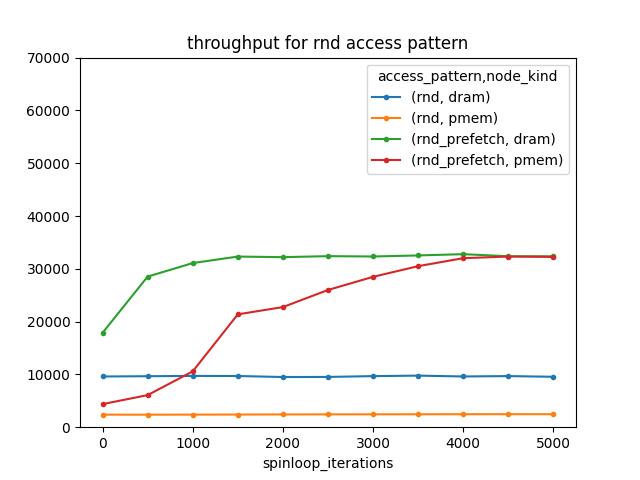 throughput for rnd access pattern
access_pattern,node_kind
(rnd, dram)
(rnd, pmem)
(rnd_prefetch, dram)
(rnd_prefetch, pmem)
70000
60000
50000
40000
30000
20000
10000
0
0 1000 2000 3000 4000 5000
spinloop_iterations